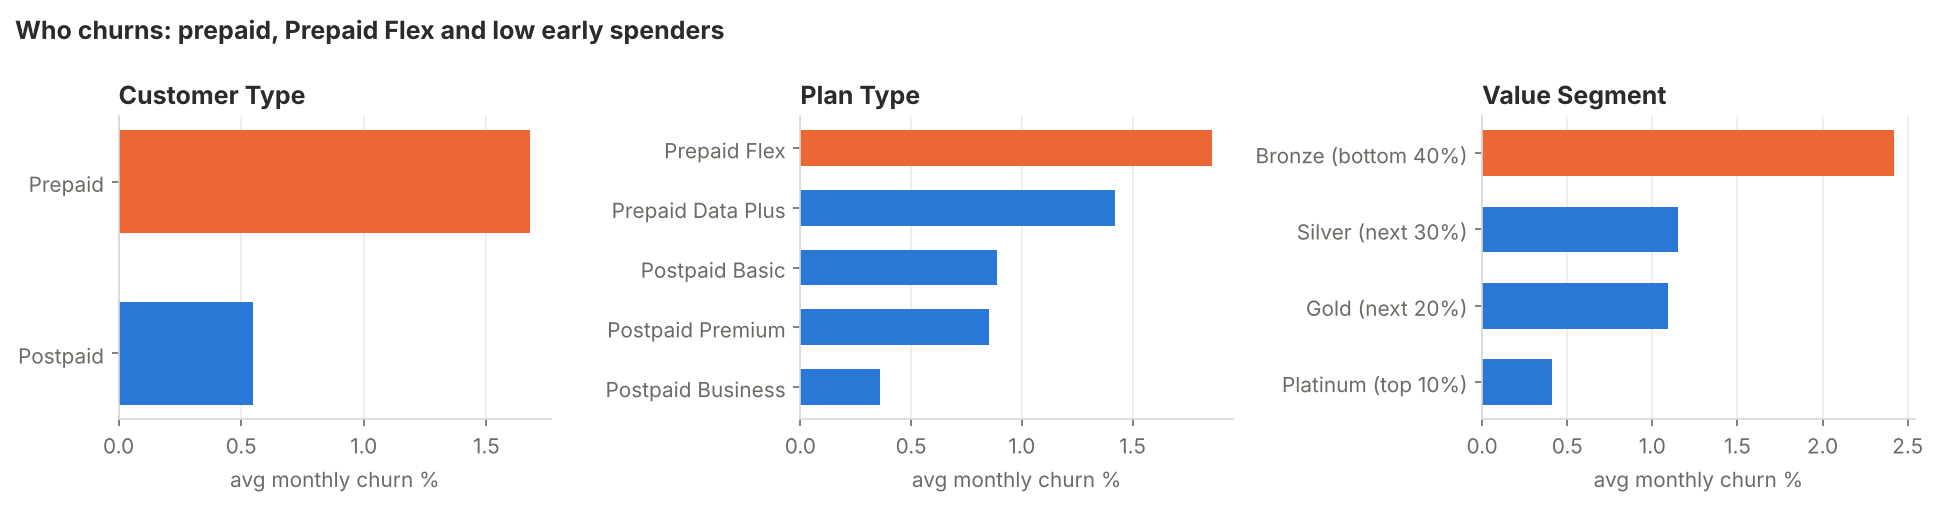 Who churns: prepaid, Prepaid Flex and low early spenders
Customer Type
Prepaid
Postpaid
0.0 0.5 1.0 1.5
avg monthly churn %
Plan Type
Prepaid Flex
Prepaid Data Plus
Postpaid Basic
Postpaid Premium
Postpaid Business
0.0 0.5 1.0 1.5
avg monthly churn %
Value Segment
Bronze (bottom 40%)
Silver (next 30%)
Gold (next 20%)
Platinum (top 10%)
0.0 0.5 1.0 1.5 2.0 2.5
avg monthly churn %